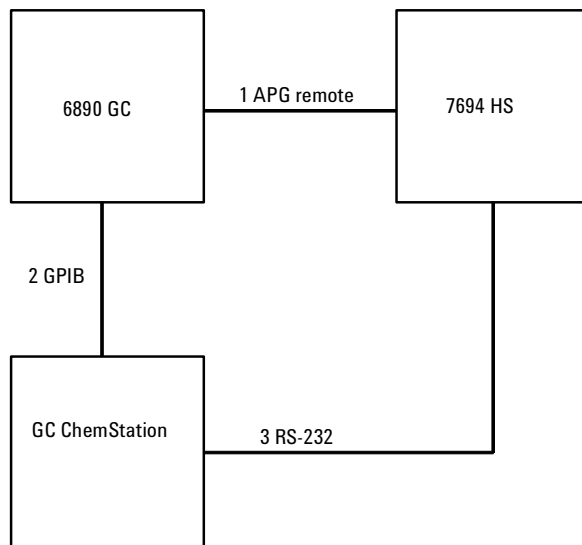 1 APG remote
6890 GC
7694 HS
2 GPIB
GC ChemStation
3 RS-232